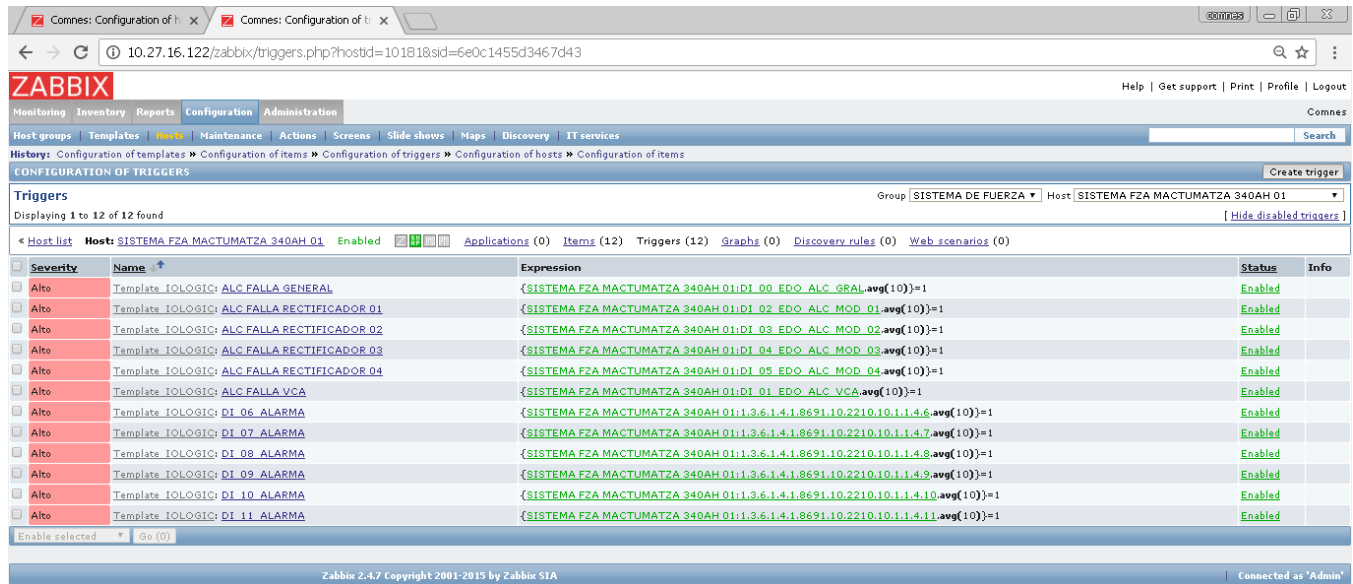 Comnes: Configuration of h
Comnes: Configuration of t
comnes
10.27.16.122/zabbix/triggers.php?hostid=10181&sid=6e0c1455d3467d43
ZABBIX
Help | Get support | Print | Profile | Logout
Monitoring Inventory Reports Configuration Administration
Comnes
Host groups | Templates | Hosts | Maintenance | Actions | Screens | Slide shows | Maps | Discovery | IT services
Search
History: Configuration of templates » Configuration of items » Configuration of triggers » Configuration of hosts » Configuration of items
CONFIGURATION OF TRIGGERS
Create trigger
Triggers
Group SISTEMA DE FUERZA Host SISTEMA FZA MACTUMATZA 340AH 01
Displaying 1 to 12 of 12 found
[ Hide disabled triggers ]
« Host list Host: SISTEMA FZA MACTUMATZA 340AH 01 Enabled Applications (0) Items (12) Triggers (12) Graphs (0) Discovery rules (0) Web scenarios (0)
Severity Name Expression Status Info
Alto Template IOLOGIC: ALC FALLA GENERAL {SISTEMA FZA MACTUMATZA 340AH 01:DI_00_EDO_ALC_GRAL.avg(10)}=1 Enabled
Alto Template IOLOGIC: ALC FALLA RECTIFICADOR 01 {SISTEMA FZA MACTUMATZA 340AH 01:DI_02_EDO_ALC_MOD_01.avg(10)}=1 Enabled
Alto Template IOLOGIC: ALC FALLA RECTIFICADOR 02 {SISTEMA FZA MACTUMATZA 340AH 01:DI_03_EDO_ALC_MOD_02.avg(10)}=1 Enabled
Alto Template IOLOGIC: ALC FALLA RECTIFICADOR 03 {SISTEMA FZA MACTUMATZA 340AH 01:DI_04_EDO_ALC_MOD_03.avg(10)}=1 Enabled
Alto Template IOLOGIC: ALC FALLA RECTIFICADOR 04 {SISTEMA FZA MACTUMATZA 340AH 01:DI_05_EDO_ALC_MOD_04.avg(10)}=1 Enabled
Alto Template IOLOGIC: ALC FALLA VCA {SISTEMA FZA MACTUMATZA 340AH 01:DI_01_EDO_ALC_VCA.avg(10)}=1 Enabled
Alto Template IOLOGIC: DI_06_ALARMA {SISTEMA FZA MACTUMATZA 340AH 01:1.3.6.1.4.1.8691.10.2210.10.1.1.4.6.avg(10)}=1 Enabled
Alto Template IOLOGIC: DI_07_ALARMA {SISTEMA FZA MACTUMATZA 340AH 01:1.3.6.1.4.1.8691.10.2210.10.1.1.4.7.avg(10)}=1 Enabled
Alto Template IOLOGIC: DI_08_ALARMA {SISTEMA FZA MACTUMATZA 340AH 01:1.3.6.1.4.1.8691.10.2210.10.1.1.4.8.avg(10)}=1 Enabled
Alto Template IOLOGIC: DI_09_ALARMA {SISTEMA FZA MACTUMATZA 340AH 01:1.3.6.1.4.1.8691.10.2210.10.1.1.4.9.avg(10)}=1 Enabled
Alto Template IOLOGIC: DI_10_ALARMA {SISTEMA FZA MACTUMATZA 340AH 01:1.3.6.1.4.1.8691.10.2210.10.1.1.4.10.avg(10)}=1 Enabled
Alto Template IOLOGIC: DI_11_ALARMA {SISTEMA FZA MACTUMATZA 340AH 01:1.3.6.1.4.1.8691.10.2210.10.1.1.4.11.avg(10)}=1 Enabled
Enable selected Go (0)
Zabbix 2.4.7 Copyright 2001-2015 by Zabbix SIA
Connected as 'Admin'